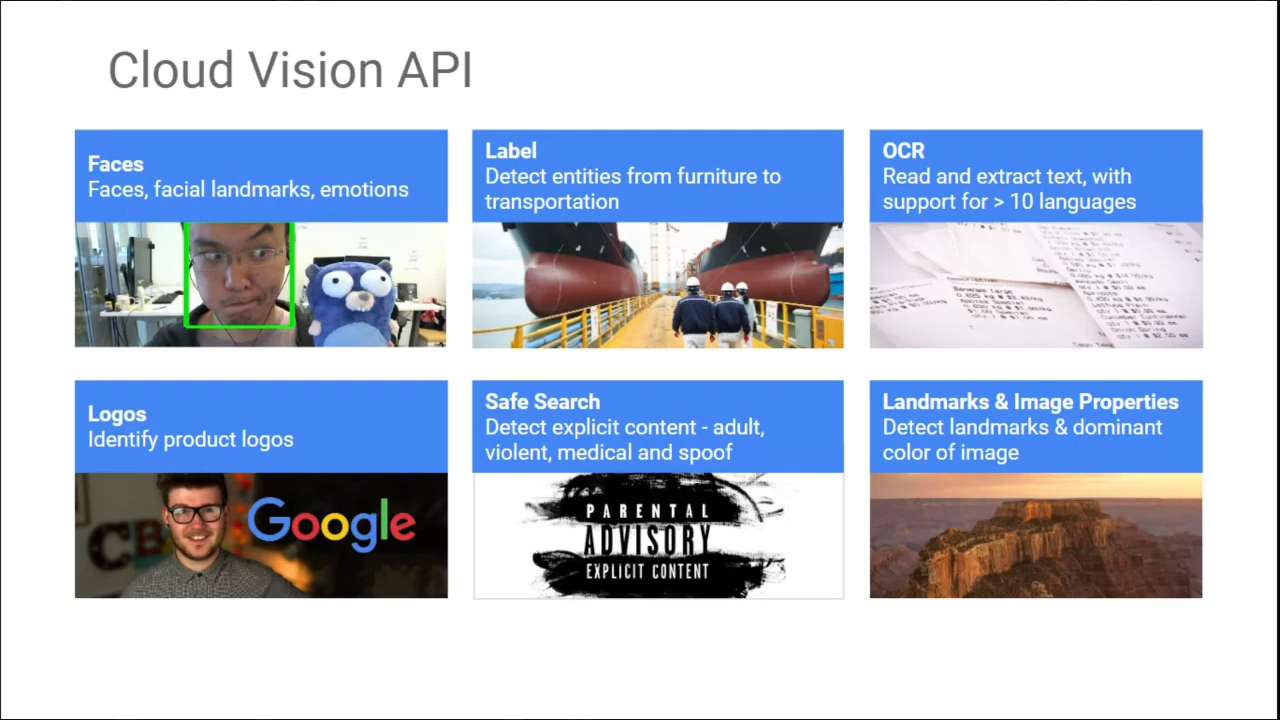 Cloud Vision API
Faces
Faces, facial landmarks, emotions
Label
Detect entities from furniture to
transportation
OCR
Read and extract text, with
support for > 10 languages
Logos
Identify product logos
Google
Safe Search
Detect explicit content - adult,
violent, medical and spoof
PARENTAL
ADVISORY
EXPLICIT CONTENT
Landmarks & Image Properties
Detect landmarks & dominant
color of image